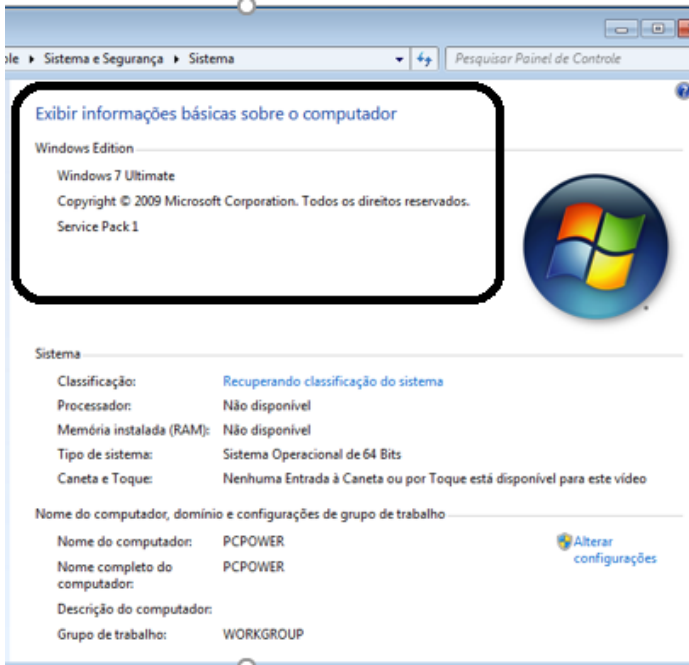 Sistema e Segurança Sistema Pesquisar Painel de Controle
Exibir informações básicas sobre o computador
Windows Edition
Windows 7 Ultimate
Copyright © 2009 Microsoft Corporation. Todos os direitos reservados.
Service Pack 1
Sistema
Classificação: Recuperando classificação do sistema
Processador: Não disponível
Memória instalada (RAM): Não disponível
Tipo de sistema: Sistema Operacional de 64 Bits
Caneta e Toque: Nenhuma Entrada à Caneta ou por Toque está disponível para este vídeo
Nome do computador, domínio e configurações de grupo de trabalho
Nome do computador: PCPOWER
Alterar
configurações
Nome completo do
computador: PCPOWER
Descrição do computador:
Grupo de trabalho: WORKGROUP